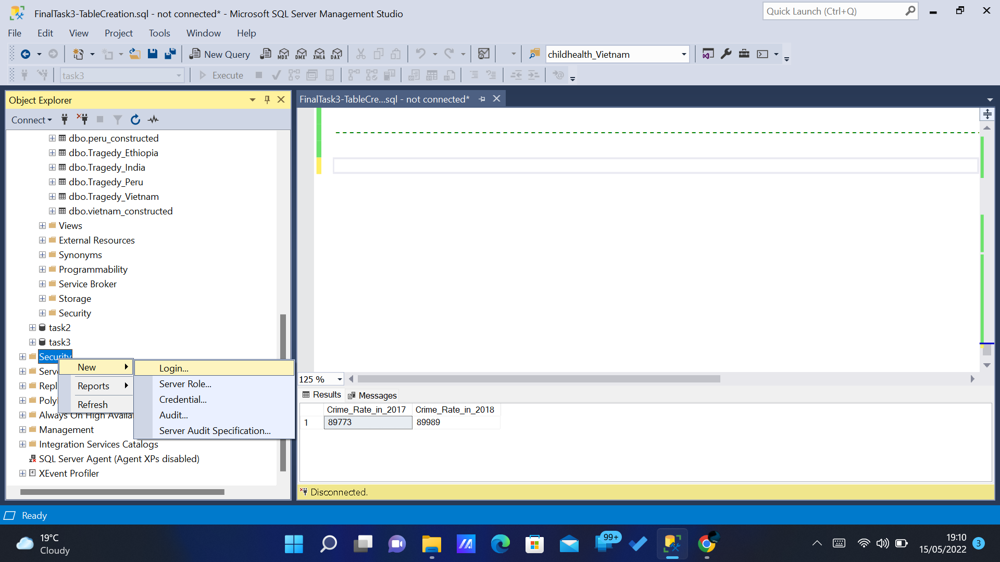 FinalTask3-TableCreation.sql - not connected* - Microsoft SQL Server Management Studio
Quick Launch (Ctrl+Q)
File Edit View Project Tools Window Help
New Query MDX DMX XMLA DAX childhealth_Vietnam
task3 Execute
Object Explorer
FinalTask3-TableCre...sql - not connected*
Connect
dbo.peru_constructed
dbo.Tragedy_Ethiopia
dbo.Tragedy_India
dbo.Tragedy_Peru
dbo.Tragedy_Vietnam
dbo.vietnam_constructed
Views
External Resources
Synonyms
Programmability
Service Broker
Storage
Security
task2
task3
Security
New
Login...
Serv
Reports
Server Role...
Repl
Refresh
Credential...
Poly
Audit...
Always On High Availa
Server Audit Specification...
Management
Integration Services Catalogs
SQL Server Agent (Agent XPs disabled)
XEvent Profiler
125 %
Results Messages
Crime_Rate_in_2017 Crime_Rate_in_2018
1 89773 89989
Disconnected.
Ready
19°C
Cloudy
99+
19:10
15/05/2022
3